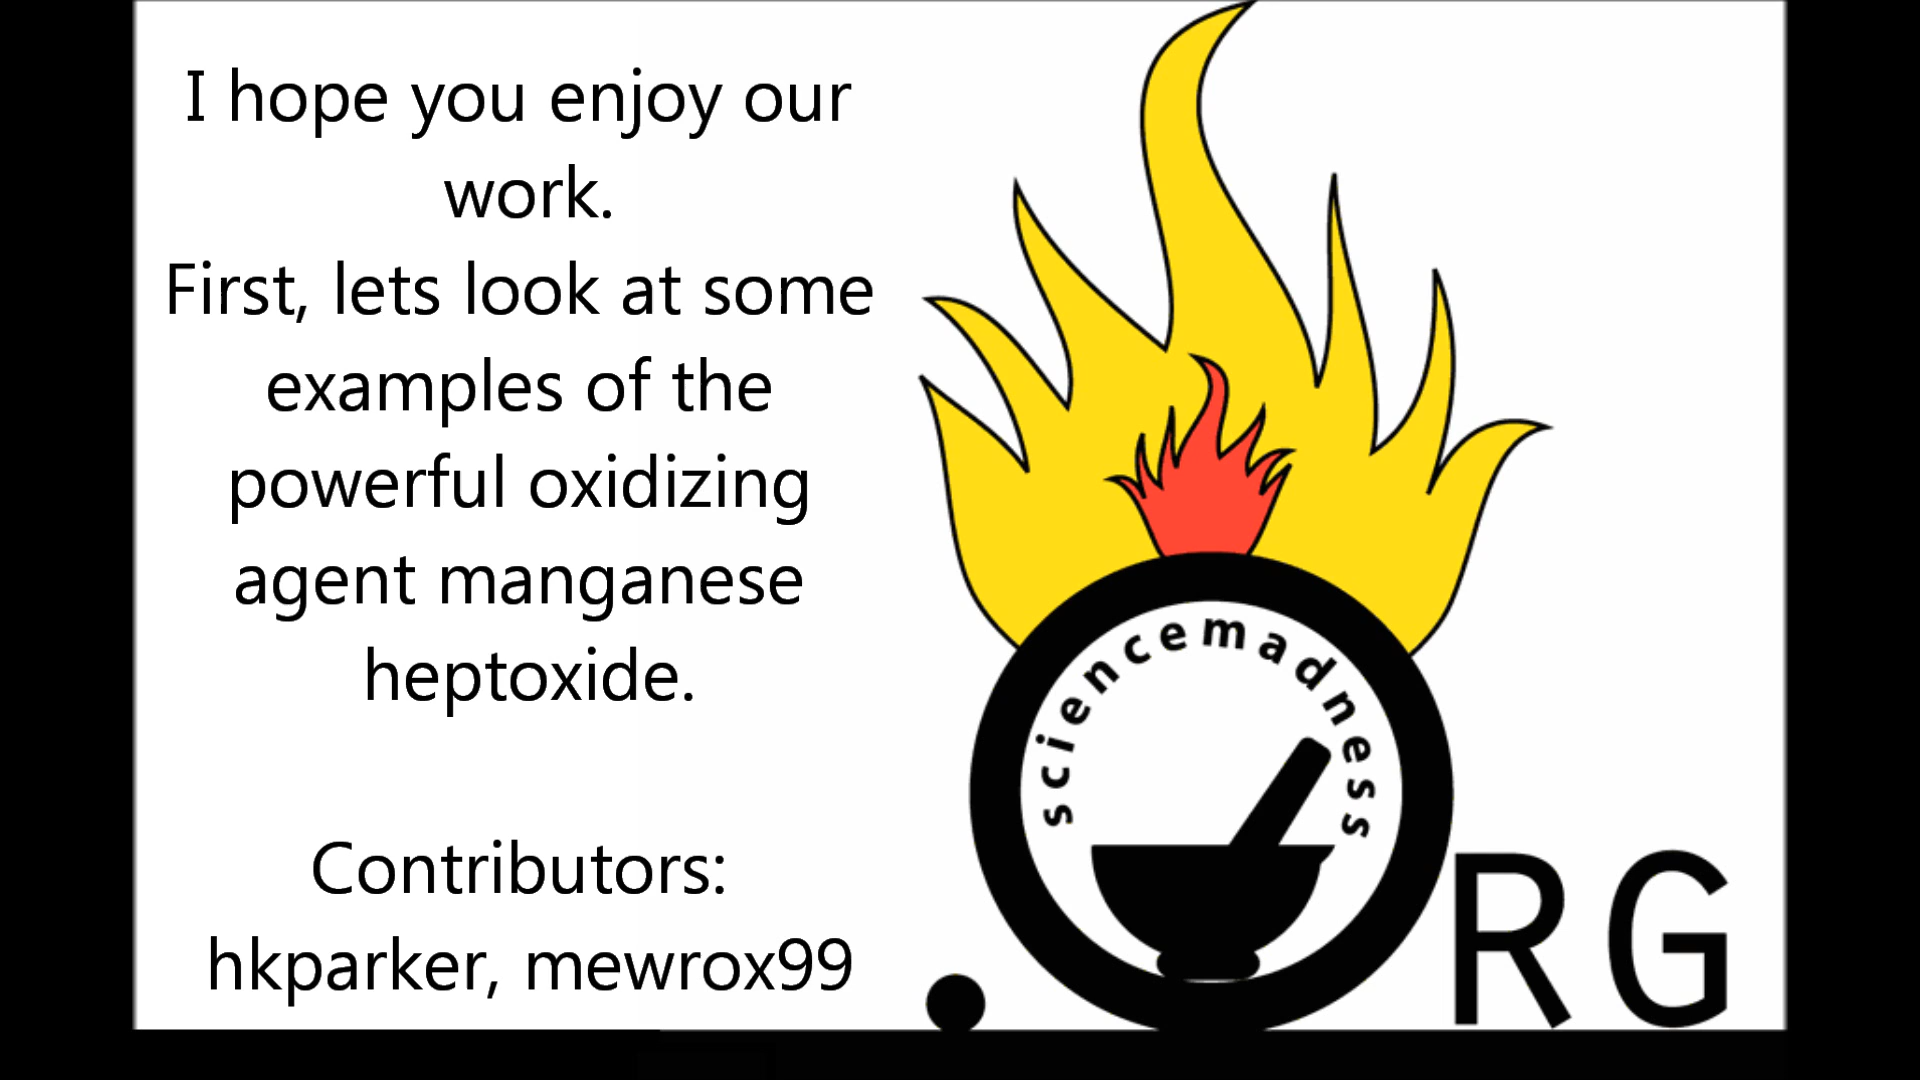 I hope you enjoy our
work.
First, lets look at some
examples of the
powerful oxidizing
agent manganese
heptoxide.
Contributors:
hkparker, mewrox99
sciencemadness
.ORG